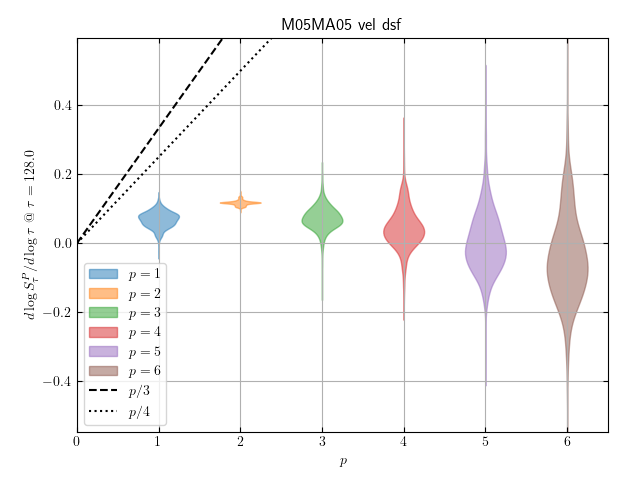 M05MA05 vel dsf
d log S_τ^P / d log τ @ τ = 128.0
0.4
0.2
0.0
−0.2
−0.4
p = 1
p = 2
p = 3
p = 4
p = 5
p = 6
p/3
p/4
0 1 2 3 4 5 6
p